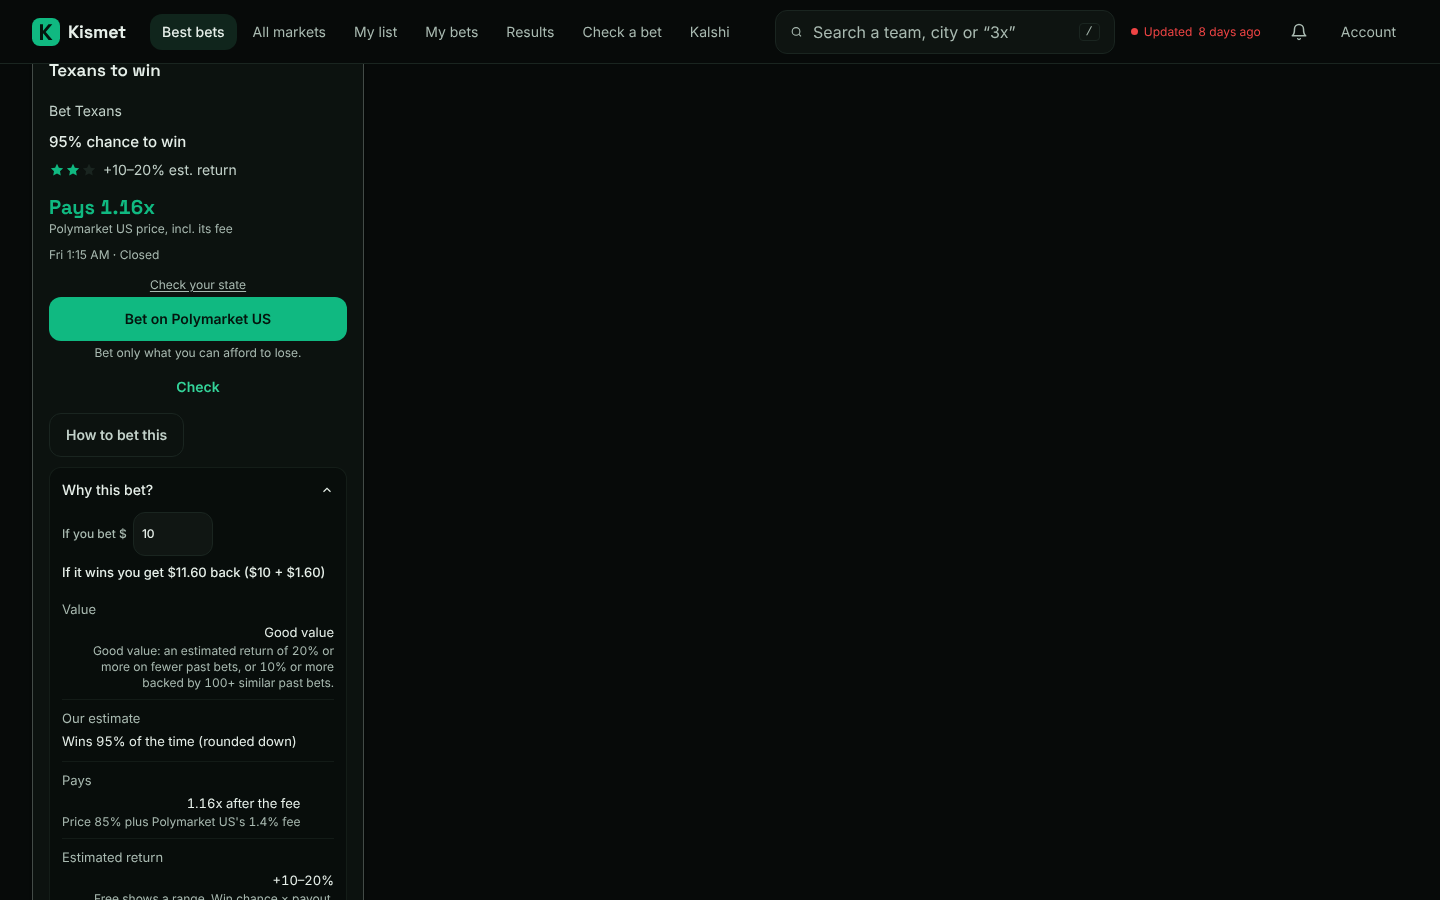 Kismet
Best bets
All markets
My list
My bets
Results
Check a bet
Kalshi
Search a team, city or “3x”
/
Updated 8 days ago
Account
Texans to win
Bet Texans
95% chance to win
+10–20% est. return
Pays 1.16x
Polymarket US price, incl. its fee
Fri 1:15 AM · Closed
Check your state
Bet on Polymarket US
Bet only what you can afford to lose.
Check
How to bet this
Why this bet?
If you bet $ 10
If it wins you get $11.60 back ($10 + $1.60)
Value
Good value
Good value: an estimated return of 20% or
more on fewer past bets, or 10% or more
backed by 100+ similar past bets.
Our estimate
Wins 95% of the time (rounded down)
Pays
1.16x after the fee
Price 85% plus Polymarket US's 1.4% fee
Estimated return
+10–20%
Free shows a range. Win chance × payout,